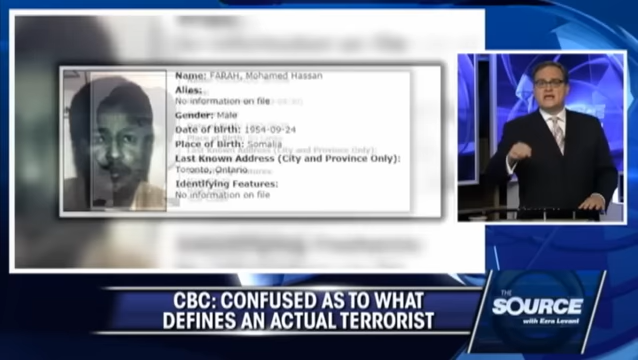 Name: FARAH, Mohamed Hassan
Alias:
No information on file
Gender: Male
Date of Birth: 1954-09-24
Place of Birth: Somalia
Last Known Address (City and Province Only):
Toronto, Ontario
Identifying Features:
No information on file
CBC: CONFUSED AS TO WHAT
DEFINES AN ACTUAL TERRORIST
THE
SOURCE
with Ezra Levant